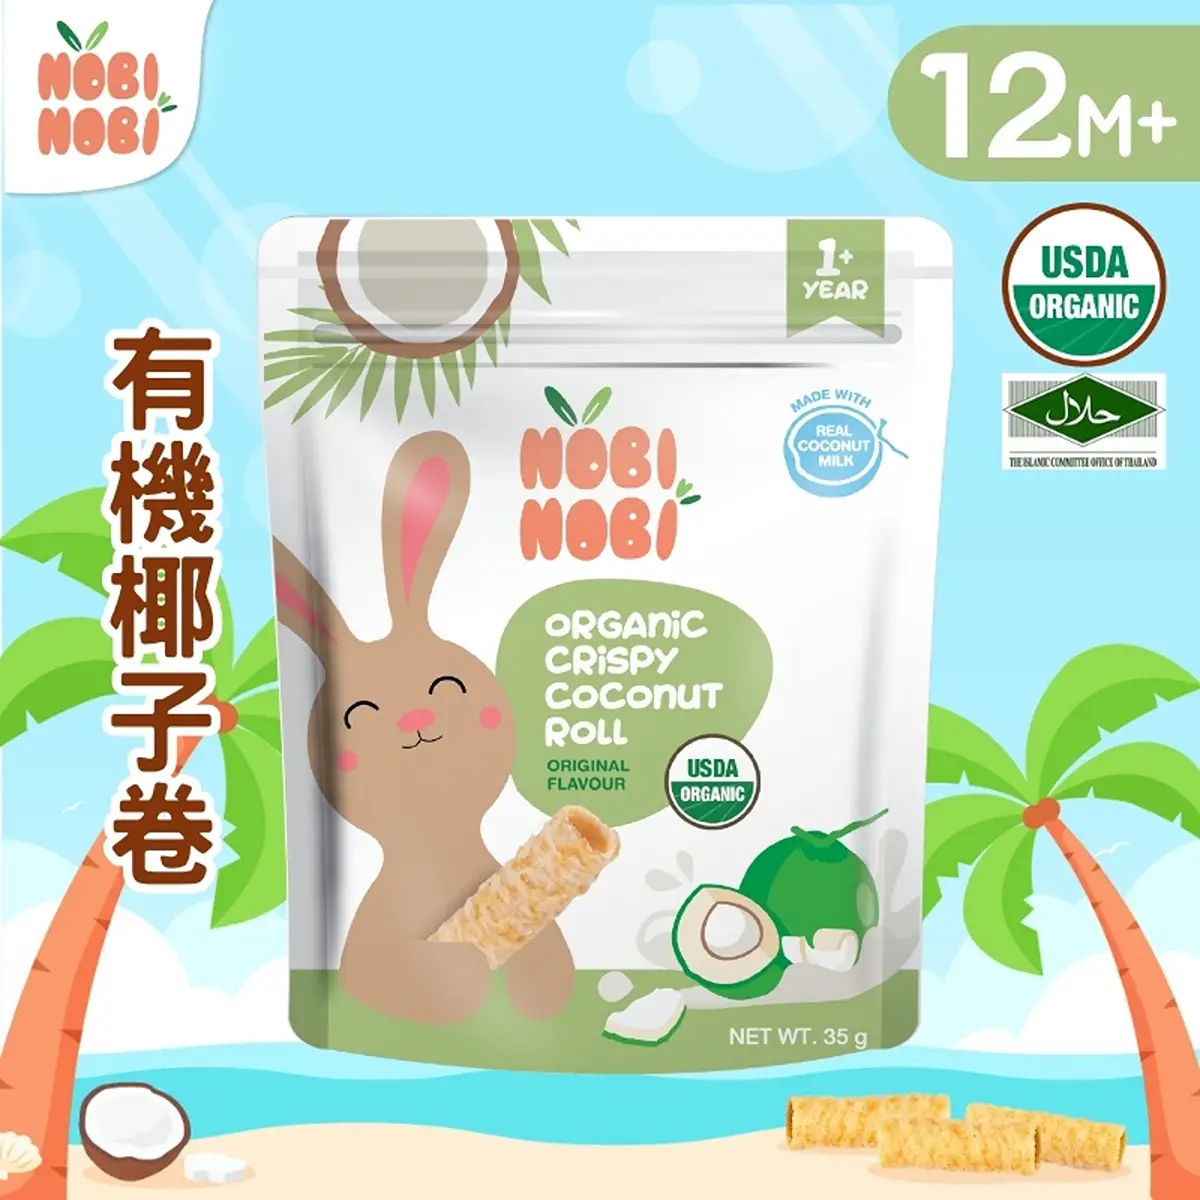 NOBI
NOBI
12M+
USDA
ORGANIC
حلال
THE ISLAMIC COMMITTEE OFFICE OF THAILAND
有機椰子卷
1+
YEAR
MADE WITH
REAL
COCONUT
MILK
NOBI
NOBI
ORGANIC
CRISPY
COCONUT
ROLL
ORIGINAL
FLAVOUR
USDA
ORGANIC
NET WT. 35 g